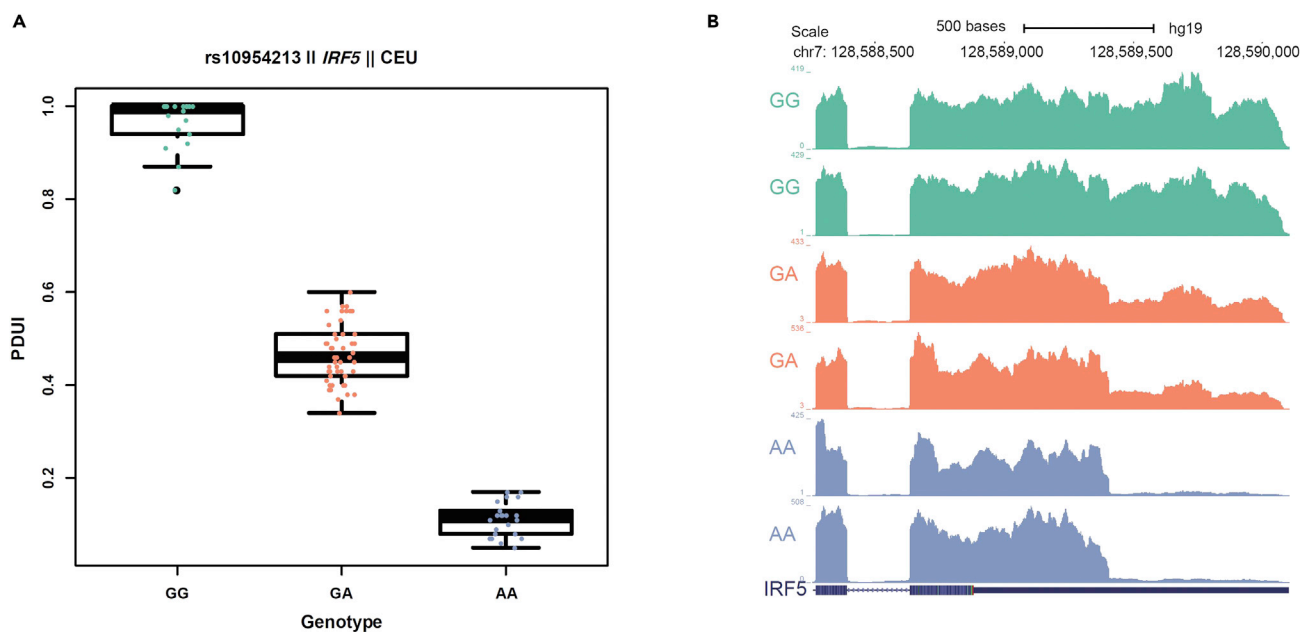 A
rs10954213 || IRF5 || CEU
PDUI
1.0
0.8
0.6
0.4
0.2
GG
GA
AA
Genotype
B
Scale
500 bases
hg19
chr7:
128,588,500
128,589,000
128,589,500
128,590,000
419
GG
0
429
GG
1
433
GA
3
536
GA
3
425
AA
1
508
AA
0
IRF5